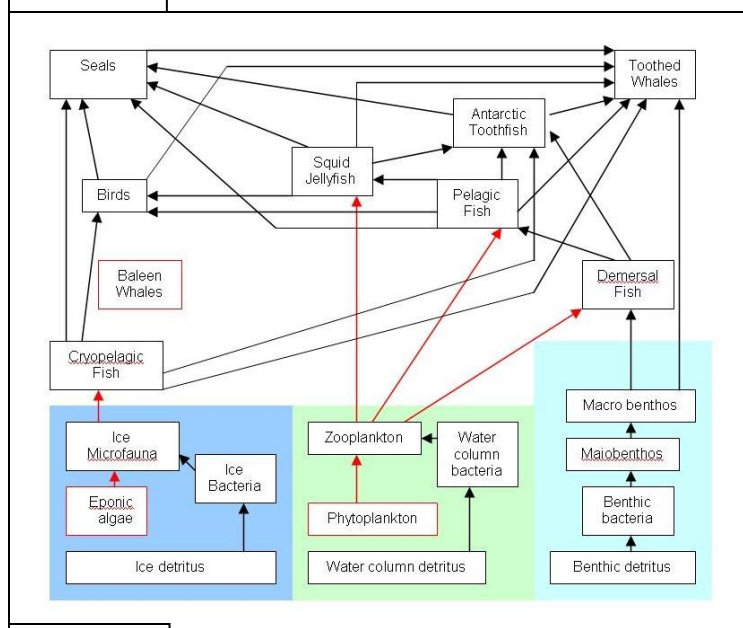 Seals
Toothed
Whales
Antarctic
Toothfish
Squid
Jellyfish
Birds
Pelagic
Fish
Baleen
Whales
Demersal
Fish
Cryopelagic
Fish
Macro benthos
Ice
Microfauna
Zooplankton
Water
column
bacteria
Maiobenthos
Ice
Bacteria
Eponic
algae
Phytoplankton
Benthic
bacteria
Ice detritus
Water column detritus
Benthic detritus